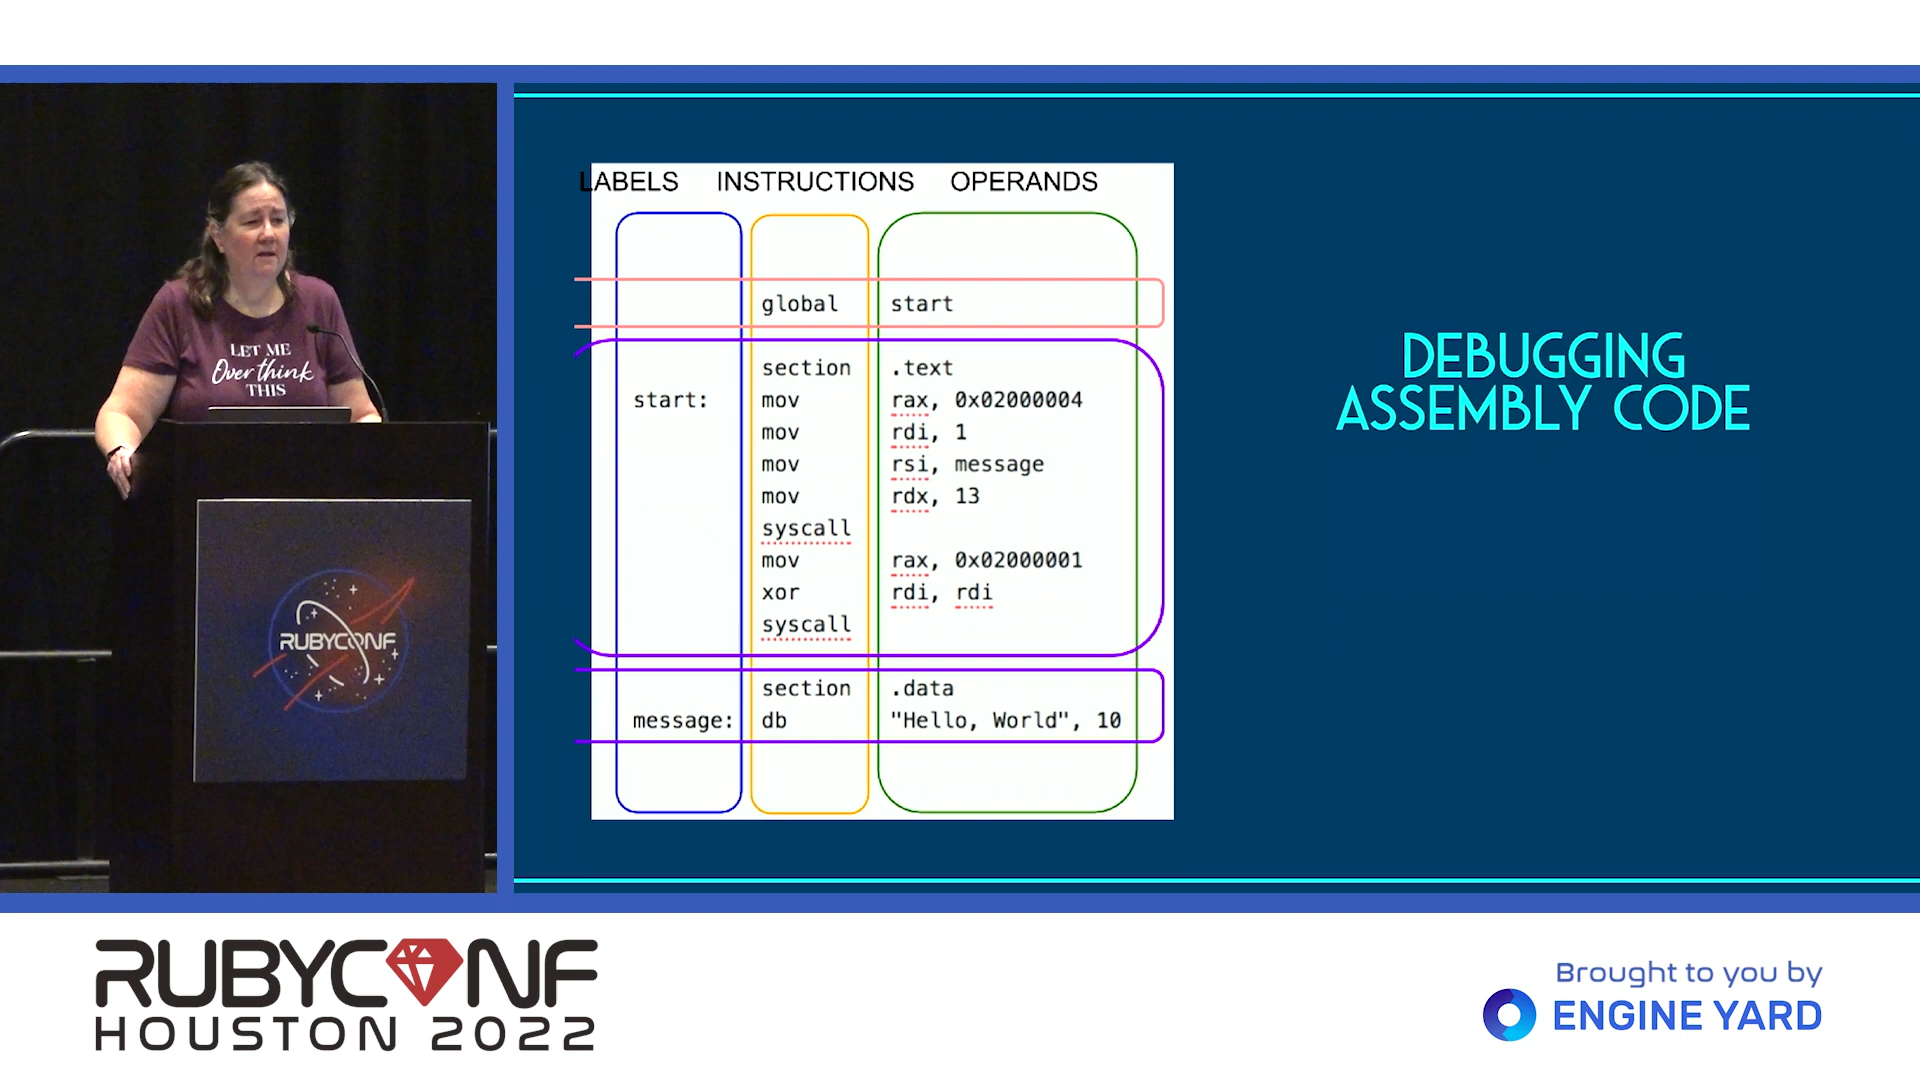 LET ME
Overthink
THIS
RUBYCONF
LABELS INSTRUCTIONS OPERANDS
global start
section .text
start: mov rax, 0x02000004
mov rdi, 1
mov rsi, message
mov rdx, 13
syscall
mov rax, 0x02000001
xor rdi, rdi
syscall
section .data
message: db "Hello, World", 10
DEBUGGING
ASSEMBLY CODE
RUBYCONF
HOUSTON 2022
Brought to you by
ENGINE YARD